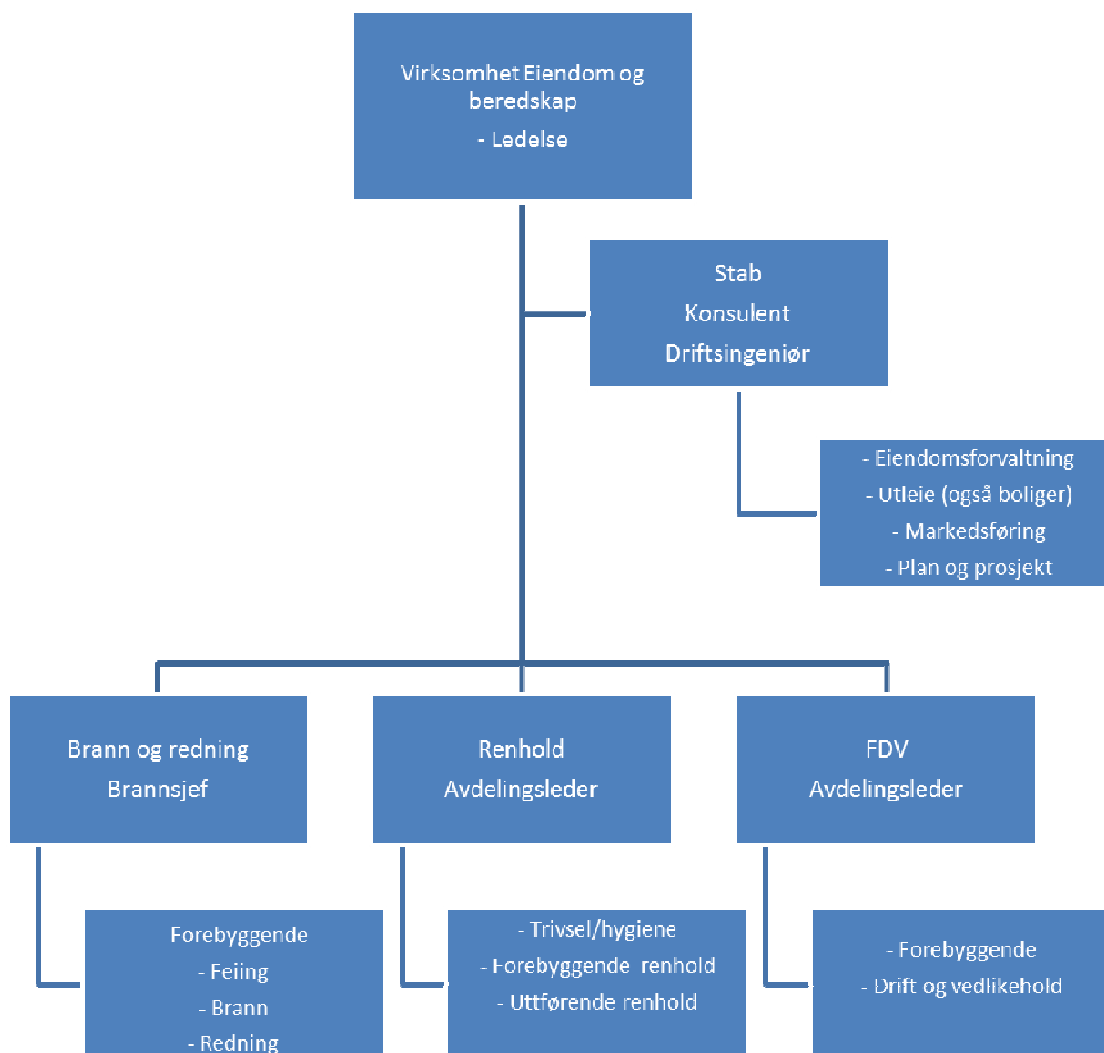 Virksomhet Eiendom og
beredskap
- Ledelse
Stab
Konsulent
Driftsingeniør
- Eiendomsforvaltning
- Utleie (også boliger)
- Markedsføring
- Plan og prosjekt
Brann og redning
Brannsjef
Renhold
Avdelingsleder
FDV
Avdelingsleder
Forebyggende
- Feiing
- Brann
- Redning
- Trivsel/hygiene
- Forebyggende renhold
- Uttførende renhold
- Forebyggende
- Drift og vedlikehold